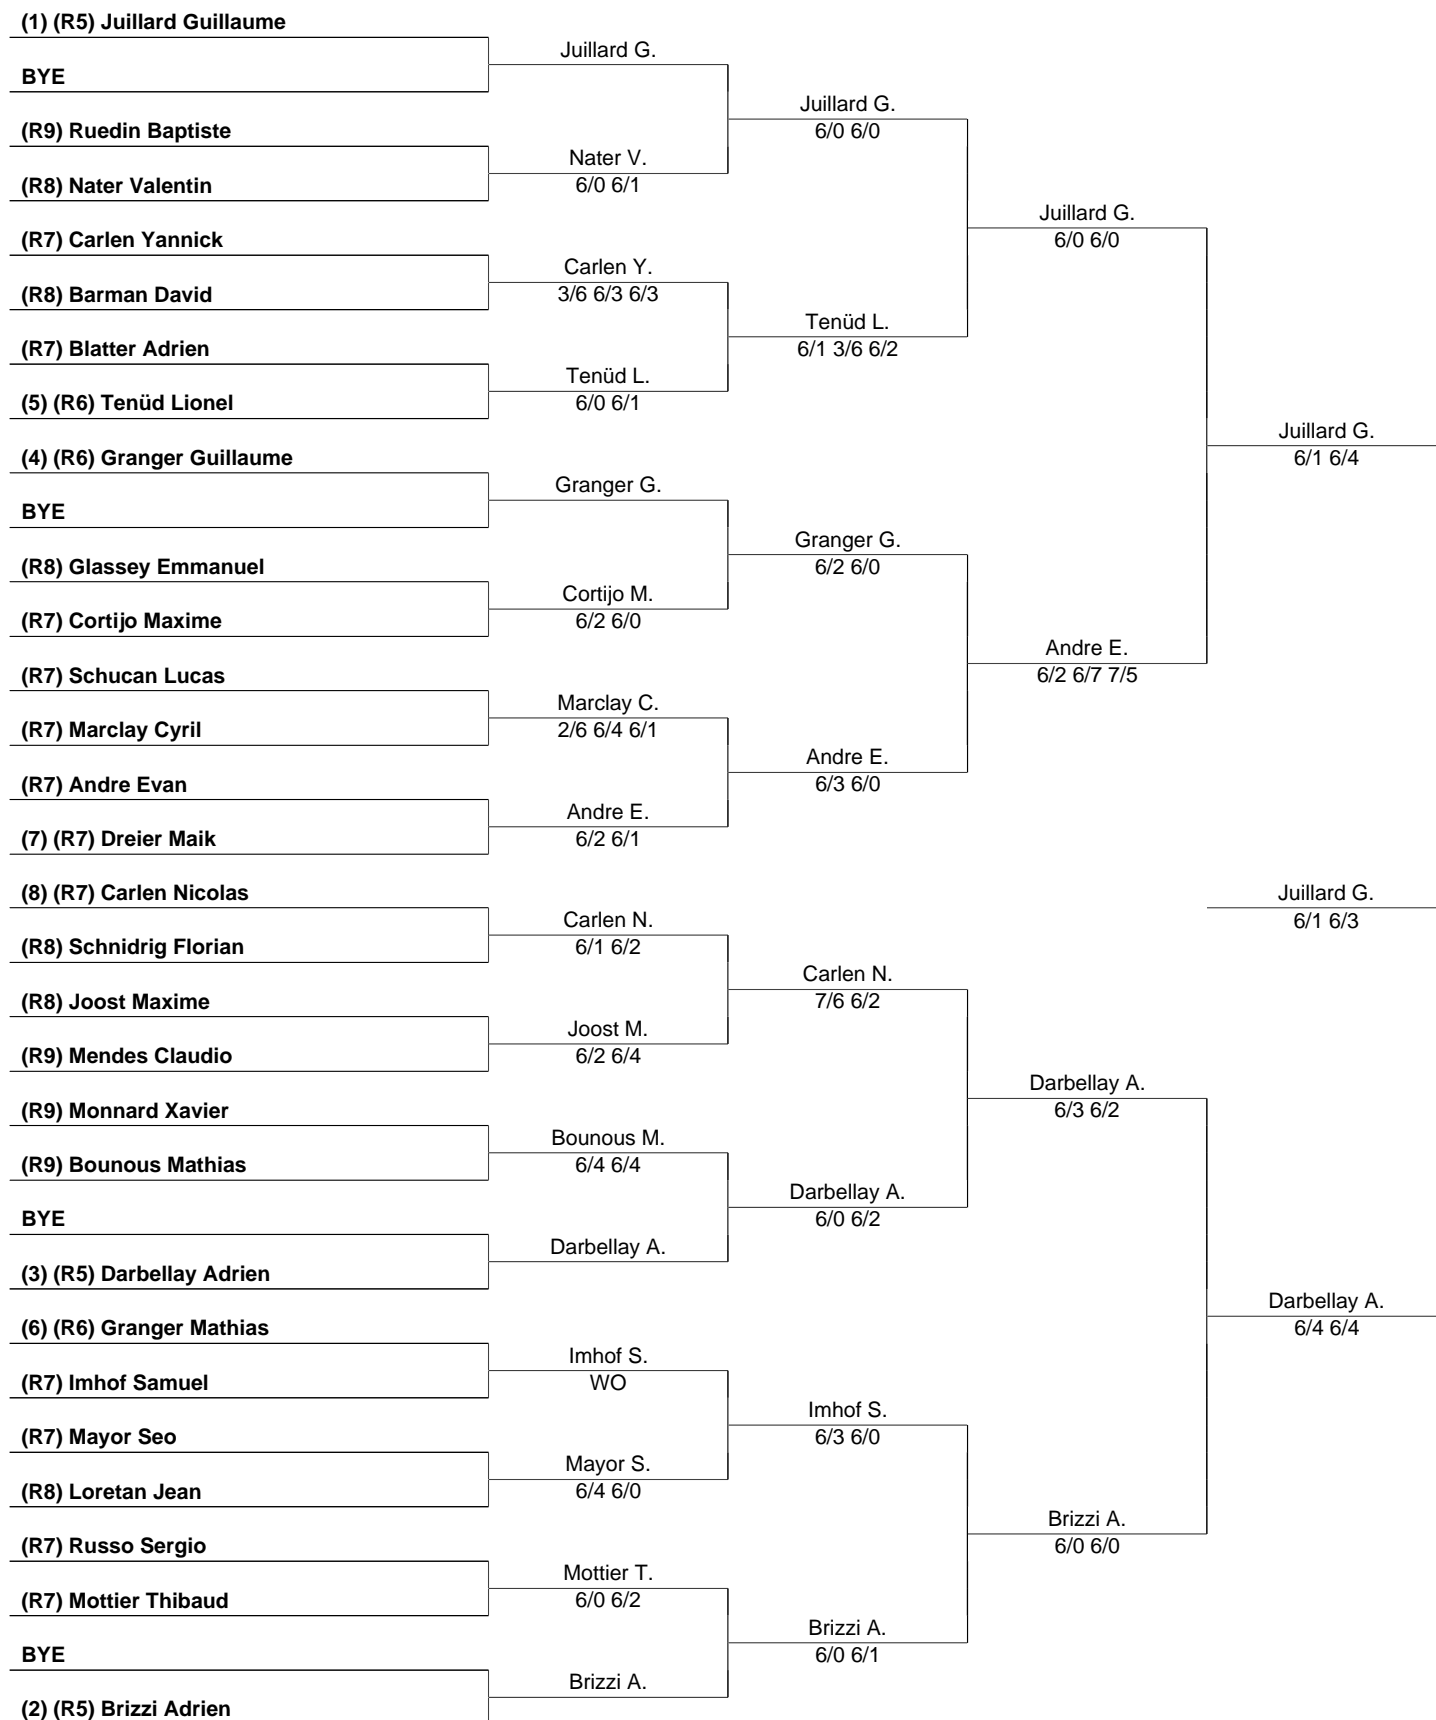 (1) (R5) Juillard Guillaume
BYE
(R9) Ruedin Baptiste
(R8) Nater Valentin
(R7) Carlen Yannick
(R8) Barman David
(R7) Blatter Adrien
(5) (R6) Tenüd Lionel
(4) (R6) Granger Guillaume
BYE
(R8) Glassey Emmanuel
(R7) Cortijo Maxime
(R7) Schucan Lucas
(R7) Marclay Cyril
(R7) Andre Evan
(7) (R7) Dreier Maik
(8) (R7) Carlen Nicolas
(R8) Schnidrig Florian
(R8) Joost Maxime
(R9) Mendes Claudio
(R9) Monnard Xavier
(R9) Bounous Mathias
BYE
(3) (R5) Darbellay Adrien
(6) (R6) Granger Mathias
(R7) Imhof Samuel
(R7) Mayor Seo
(R8) Loretan Jean
(R7) Russo Sergio
(R7) Mottier Thibaud
BYE
(2) (R5) Brizzi Adrien
Juillard G.
Nater V.
6/0 6/1
Carlen Y.
3/6 6/3 6/3
Tenüd L.
6/0 6/1
Granger G.
Cortijo M.
6/2 6/0
Marclay C.
2/6 6/4 6/1
Andre E.
6/2 6/1
Carlen N.
6/1 6/2
Joost M.
6/2 6/4
Bounous M.
6/4 6/4
Darbellay A.
Imhof S.
WO
Mayor S.
6/4 6/0
Mottier T.
6/0 6/2
Brizzi A.
Juillard G.
6/0 6/0
Tenüd L.
6/1 3/6 6/2
Granger G.
6/2 6/0
Andre E.
6/3 6/0
Carlen N.
7/6 6/2
Darbellay A.
6/0 6/2
Imhof S.
6/3 6/0
Brizzi A.
6/0 6/1
Juillard G.
6/0 6/0
Andre E.
6/2 6/7 7/5
Darbellay A.
6/3 6/2
Brizzi A.
6/0 6/0
Juillard G.
6/1 6/4
Juillard G.
6/1 6/3
Darbellay A.
6/4 6/4